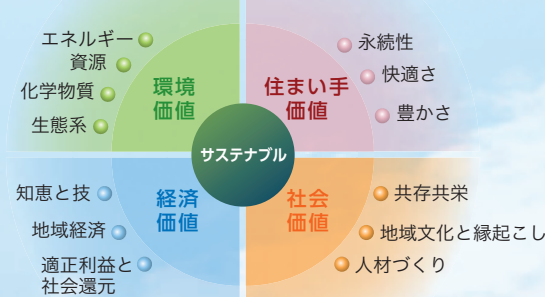 エネルギー
資源
化学物質
生態系
環境
価値
住まい手
価値
永続性
快適さ
豊かさ
サステナブル
知恵と技
地域経済
適正利益と
社会還元
経済
価値
社会
価値
共存共栄
地域文化と縁起こし
人材づくり